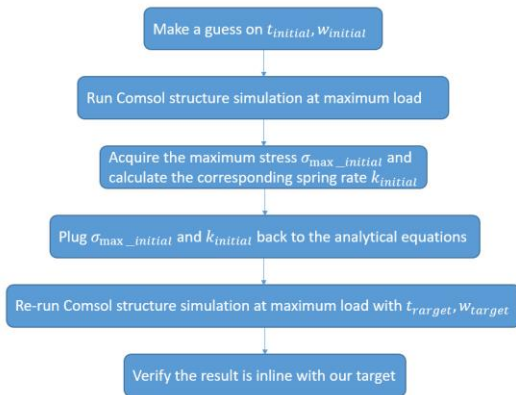 Make a guess on t_initial, w_initial
Run Comsol structure simulation at maximum load
Acquire the maximum stress σ_max _initial and
calculate the corresponding spring rate k_initial
Plug σ_max _initial and k_initial back to the analytical equations
Re-run Comsol structure simulation at maximum load with t_rarget, w_target
Verify the result is inline with our target